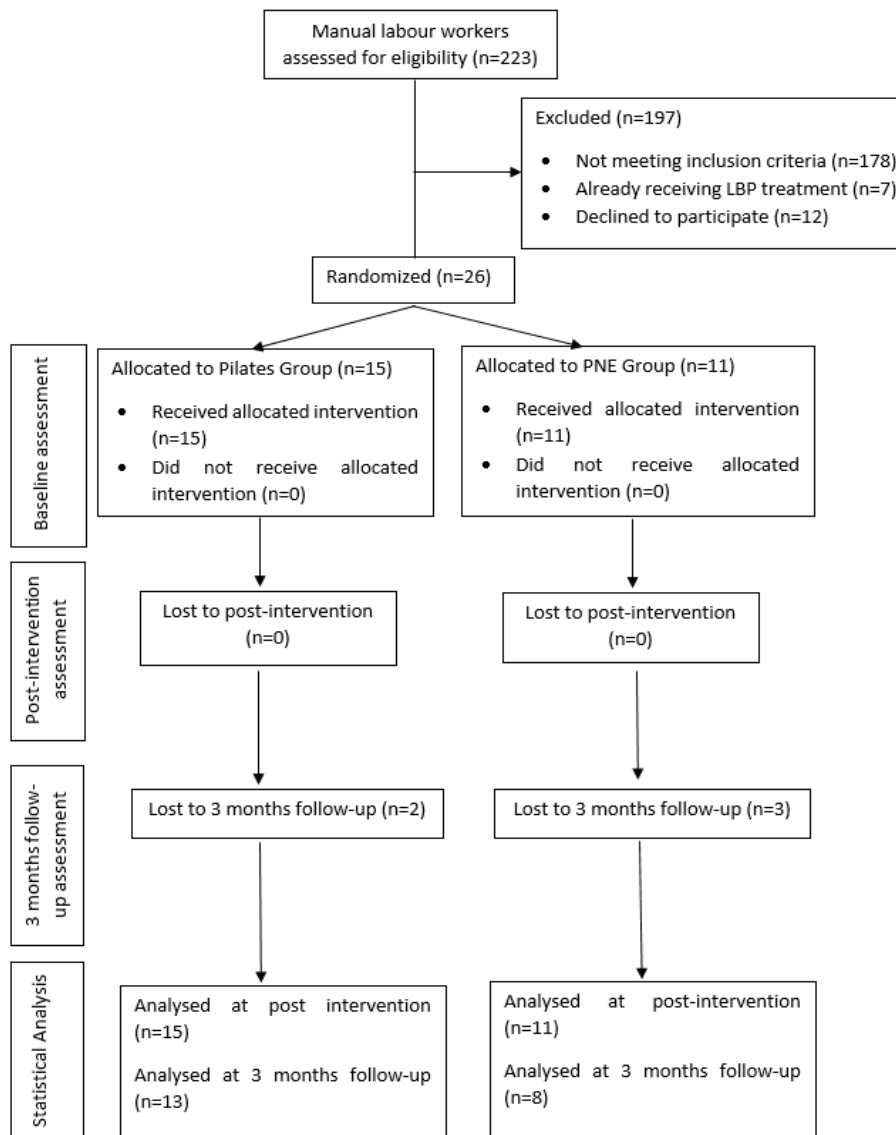 Manual labour workers
assessed for eligibility (n=223)
Excluded (n=197)
• Not meeting inclusion criteria (n=178)
• Already receiving LBP treatment (n=7)
• Declined to participate (n=12)
Randomized (n=26)
Baseline assessment
Allocated to Pilates Group (n=15)
• Received allocated intervention
(n=15)
• Did not receive allocated
intervention (n=0)
Allocated to PNE Group (n=11)
• Received allocated intervention
(n=11)
• Did not receive allocated
intervention (n=0)
Post-intervention
assessment
Lost to post-intervention
(n=0)
Lost to post-intervention
(n=0)
3 months follow-
up assessment
Lost to 3 months follow-up (n=2)
Lost to 3 months follow-up (n=3)
Statistical Analysis
Analysed at post intervention
(n=15)
Analysed at 3 months follow-up
(n=13)
Analysed at post-intervention
(n=11)
Analysed at 3 months follow-up
(n=8)